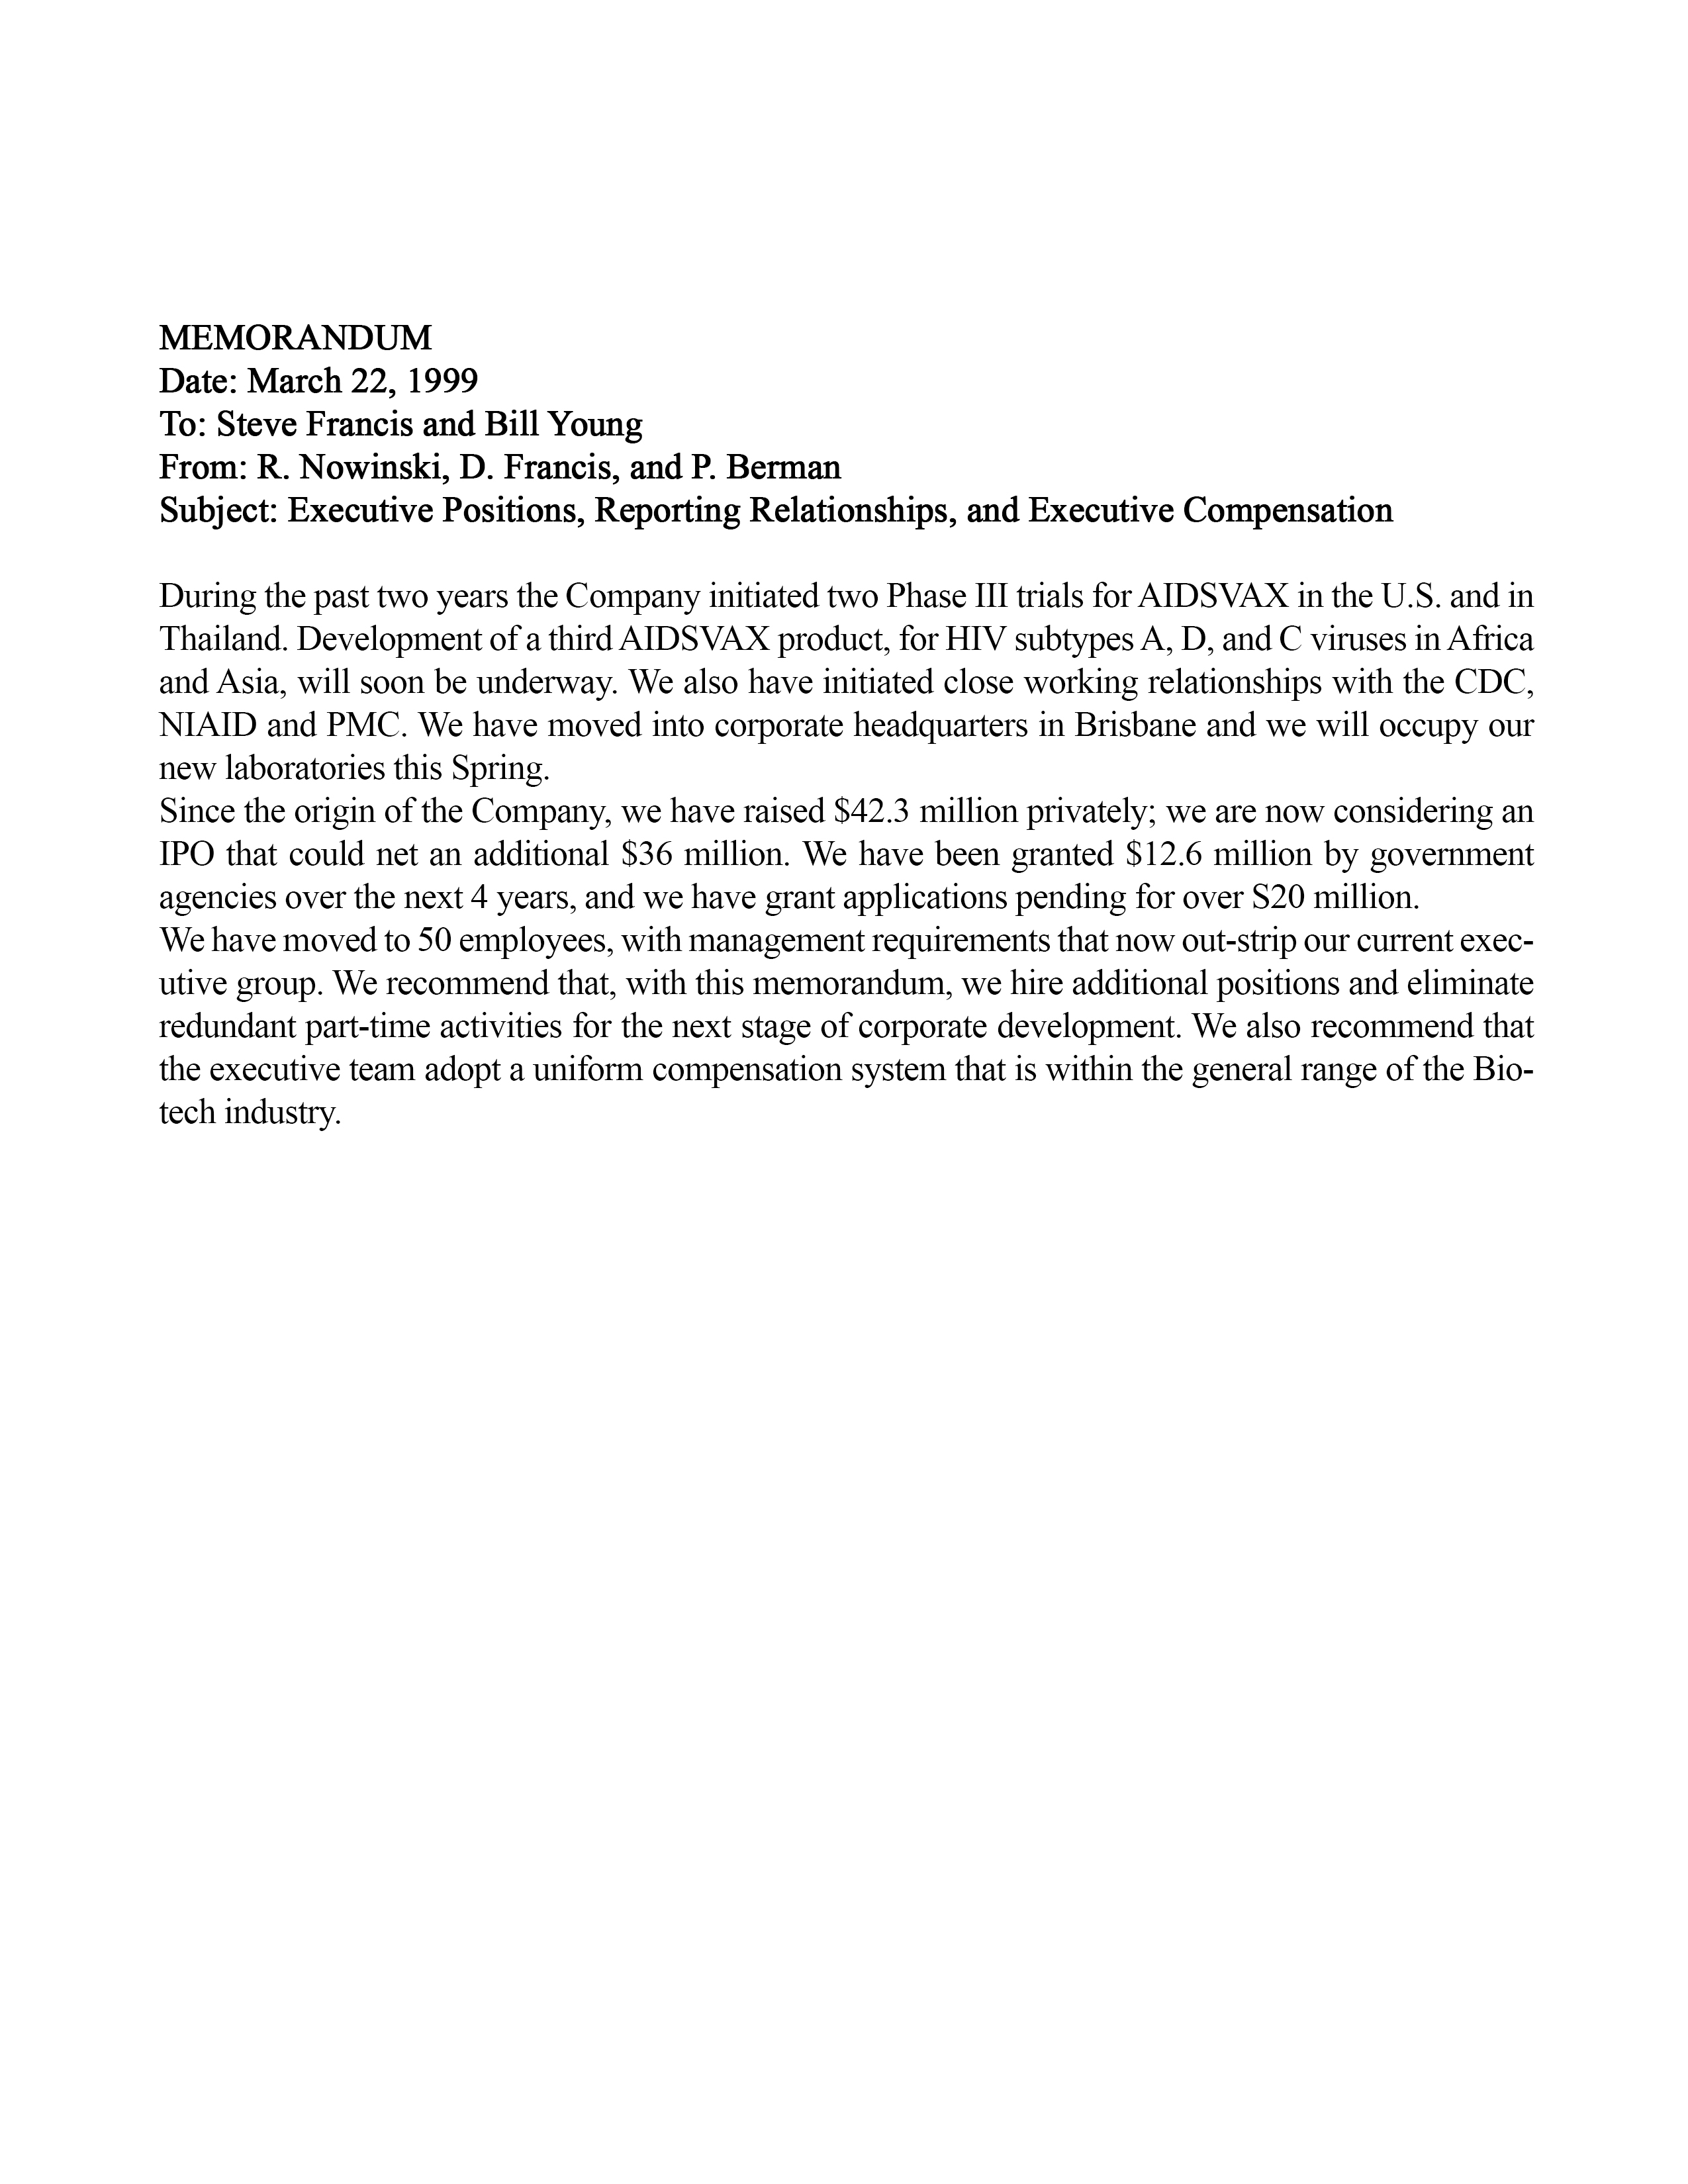 MEMORANDUM
Date: March 22, 1999
To: Steve Francis and Bill Young
From: R. Nowinski, D. Francis, and P. Berman
Subject: Executive Positions, Reporting Relationships, and Executive Compensation
During the past two years the Company initiated two Phase III trials for AIDSVAX in the U.S. and in
Thailand. Development of a third AIDSVAX product, for HIV subtypes A, D, and C viruses in Africa
and Asia, will soon be underway. We also have initiated close working relationships with the CDC,
NIAID and PMC. We have moved into corporate headquarters in Brisbane and we will occupy our
new laboratories this Spring.
Since the origin of the Company, we have raised $42.3 million privately; we are now considering an
IPO that could net an additional $36 million. We have been granted $12.6 million by government
agencies over the next 4 years, and we have grant applications pending for over S20 million.
We have moved to 50 employees, with management requirements that now out-strip our current exec-
utive group. We recommend that, with this memorandum, we hire additional positions and eliminate
redundant part-time activities for the next stage of corporate development. We also recommend that
the executive team adopt a uniform compensation system that is within the general range of the Bio-
tech industry.